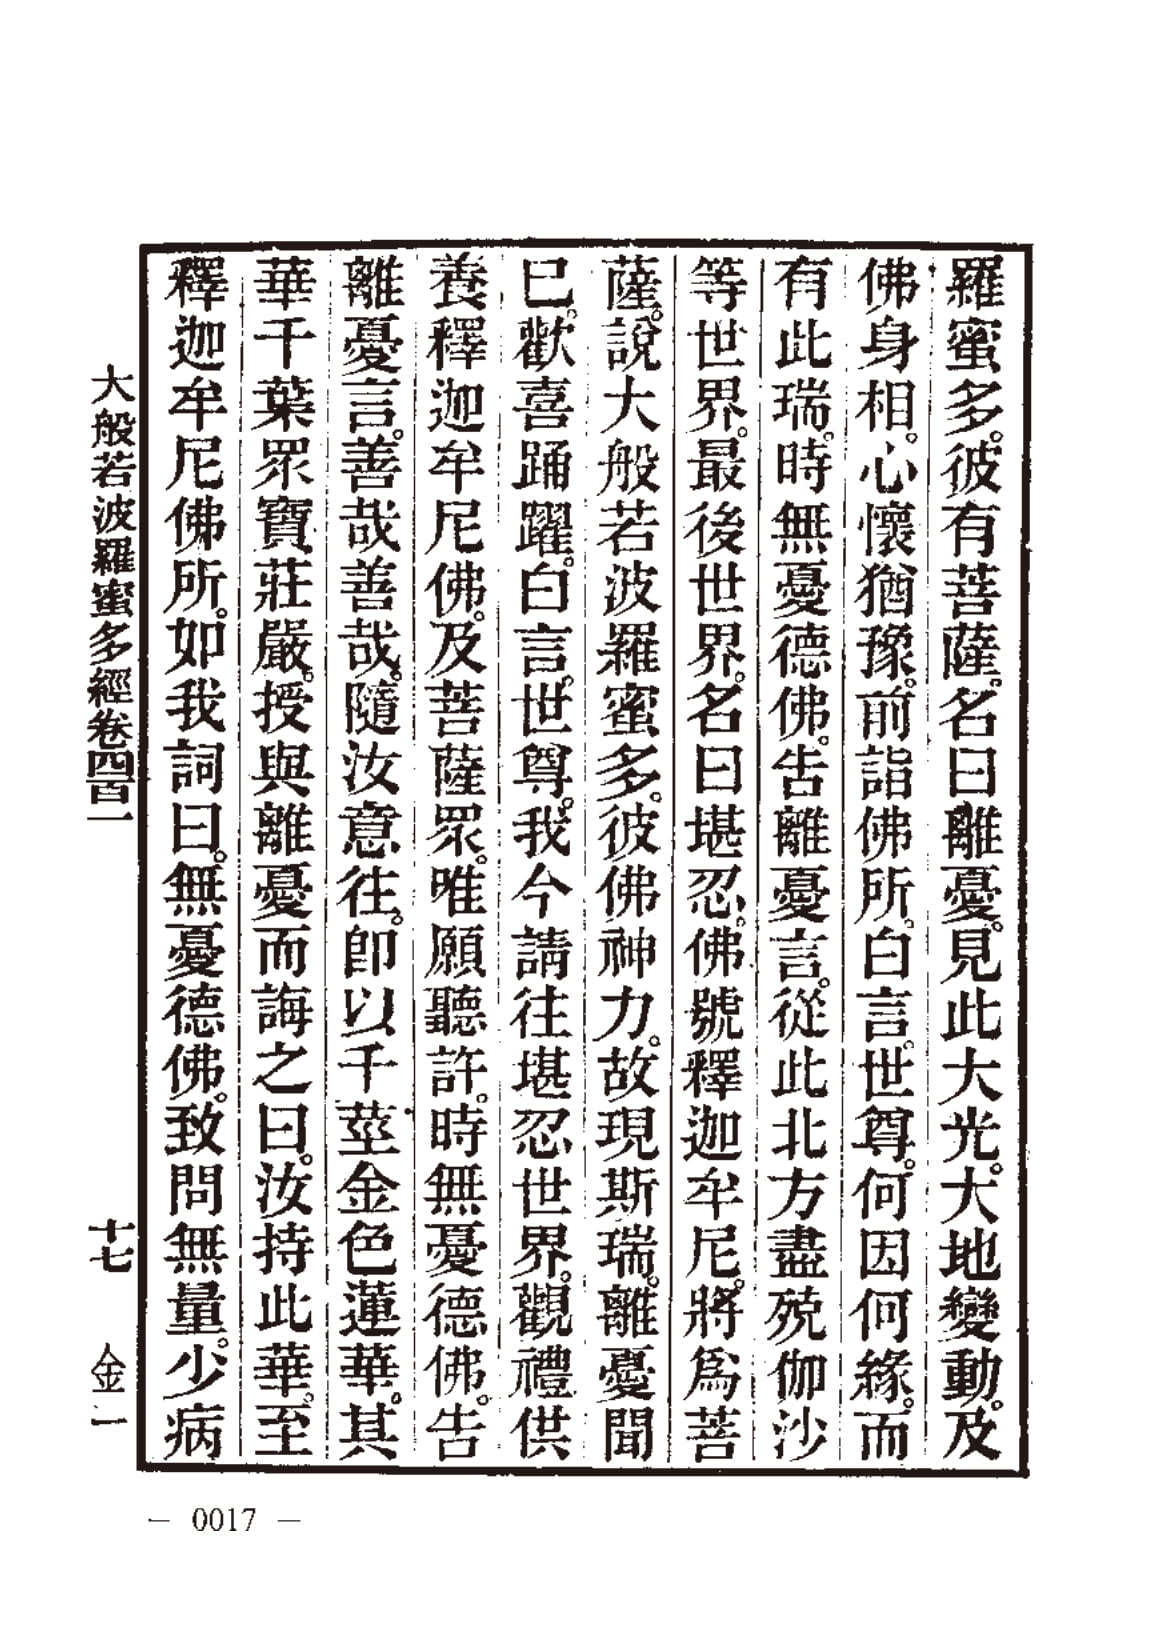 羅蜜多。彼有菩薩。名曰離憂。見此大光。大地變動。及
佛身相。心懷猶豫。前詣佛所。白言。世尊。何因何緣。而
有此瑞。時無憂德佛。告離憂言。從此北方盡殑伽沙
等世界。最後世界。名曰堪忍。佛號釋迦牟尼。將爲菩
薩。說大般若波羅蜜多。彼佛神力。故現斯瑞。離憂聞
已。歡喜踊躍。白言。世尊。我今請往堪忍世界。觀禮供
養釋迦牟尼佛。及菩薩眾。唯願聽許。時無憂德佛。告
離憂言。善哉善哉。隨汝意往。卽以千莖金色蓮華。其
華千葉眾寶莊嚴。授與離憂而誨之曰。汝持此華。至
釋迦牟尼佛所。如我詞曰。無憂德佛。致問無量。少病
大般若波羅蜜多經卷四百一 十七 金一
— 0017 —